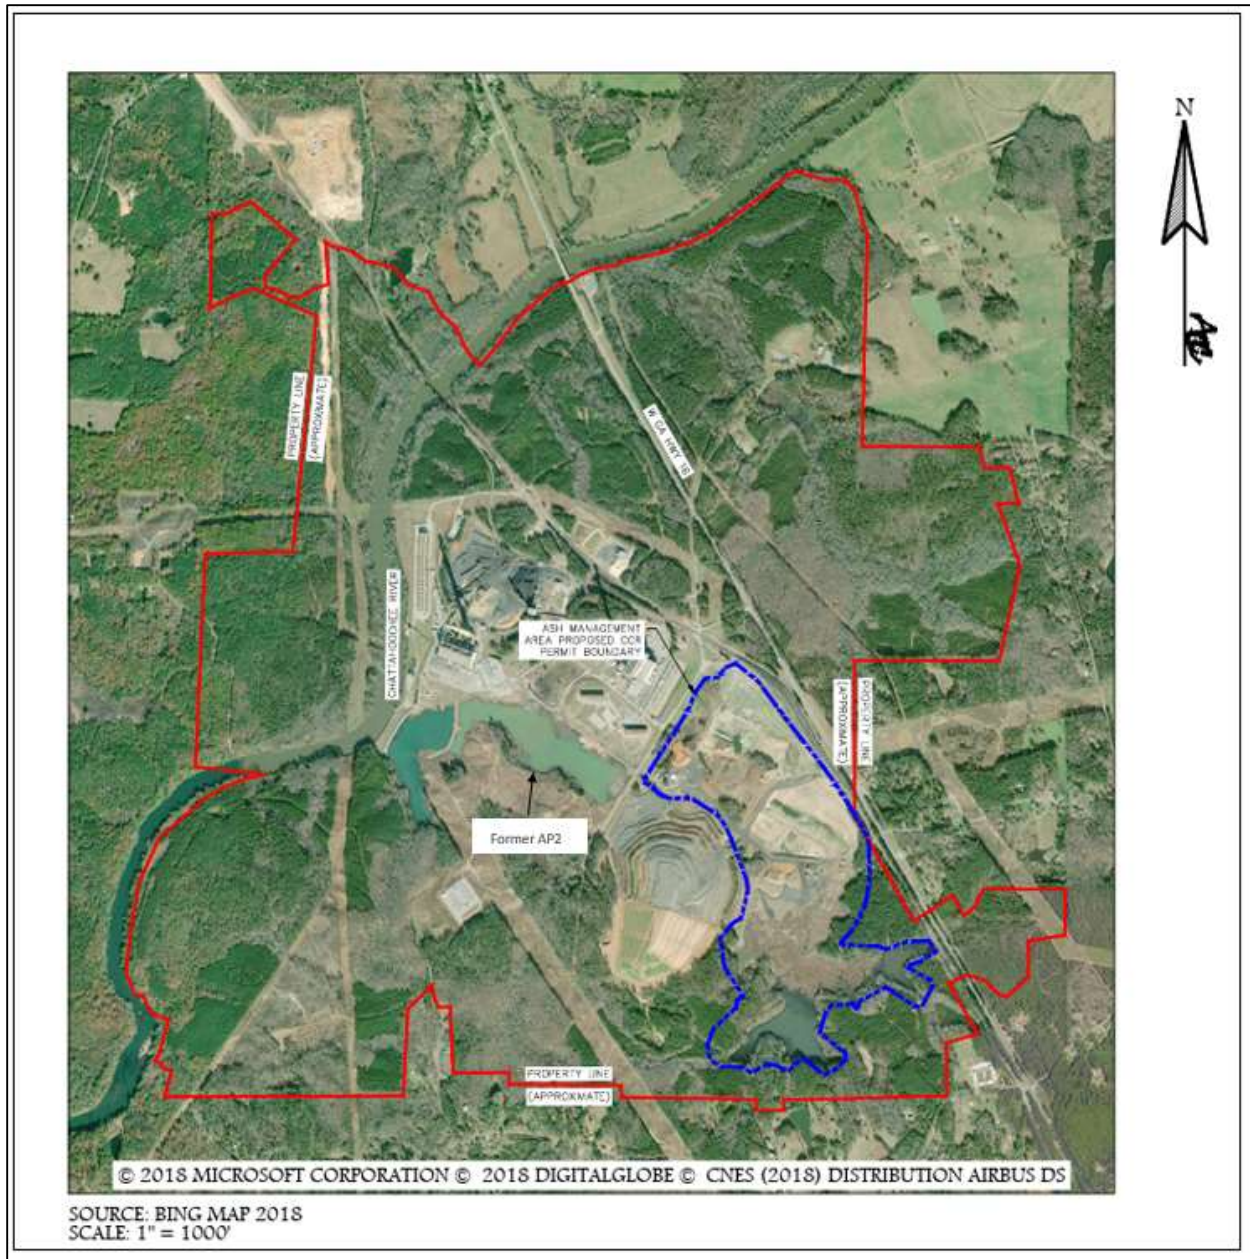 N
PROPERTY LINE
(APPROXIMATE)
W GA HWY 16
CHATTAHOOCHEE RIVER
ASH MANAGEMENT
AREA PROPOSED CCR
PERMIT BOUNDARY
PROPERTY LINE
(APPROXIMATE)
Former AP2
PROPERTY LINE
(APPROXIMATE)
© 2018 MICROSOFT CORPORATION © 2018 DIGITALGLOBE © CNES (2018) DISTRIBUTION AIRBUS DS
SOURCE: BING MAP 2018
SCALE: 1" = 1000'